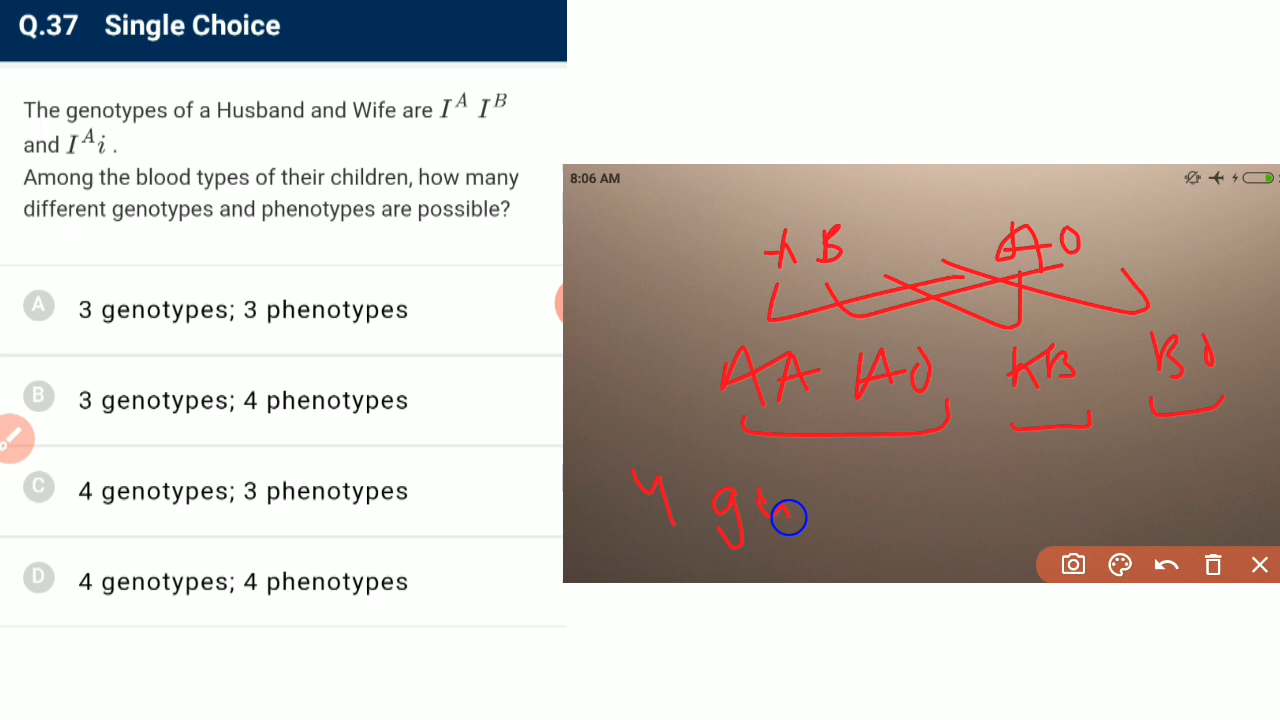 Q.37 Single Choice
The genotypes of a Husband and Wife are I^A I^B
and I^A i .
Among the blood types of their children, how many
different genotypes and phenotypes are possible?
A 3 genotypes; 3 phenotypes
B 3 genotypes; 4 phenotypes
C 4 genotypes; 3 phenotypes
D 4 genotypes; 4 phenotypes
8:06 AM
A B AO
AA AO AB BO
4 g